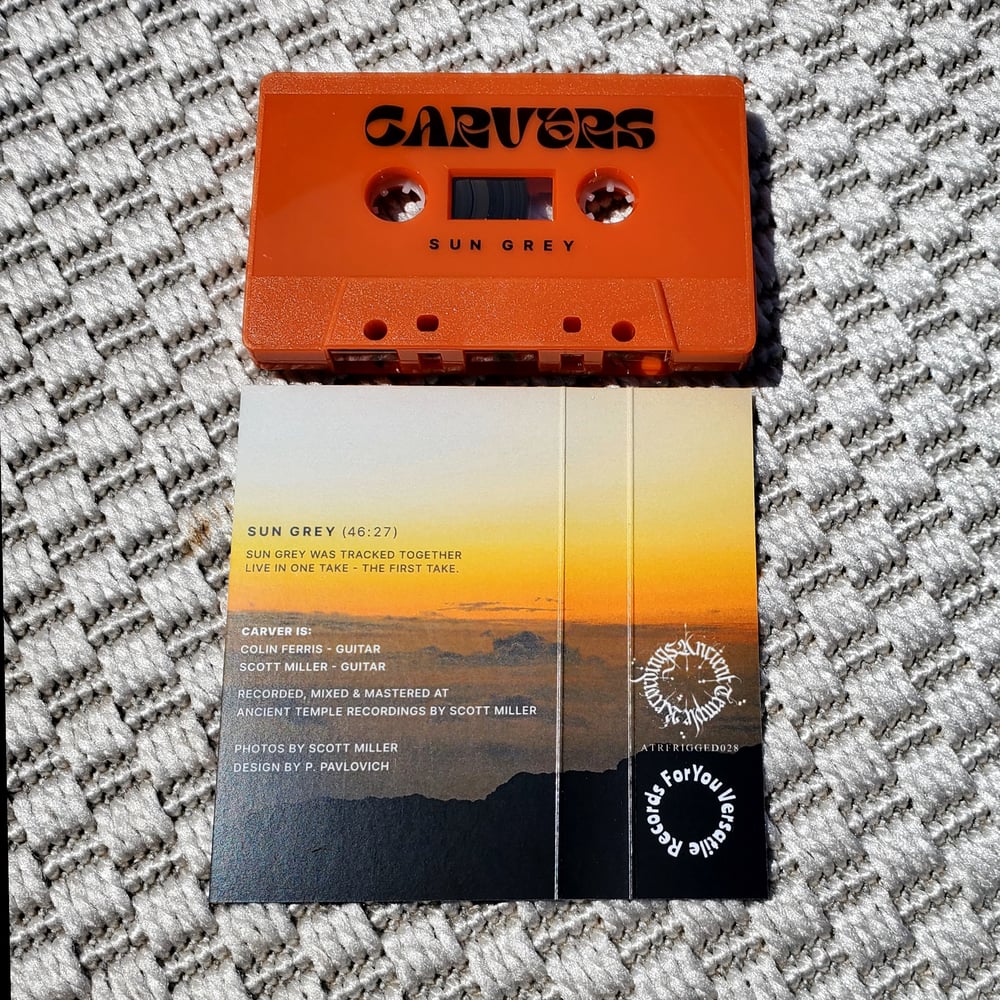 CARVERS
SUN GREY
SUN GREY (46:27)
SUN GREY WAS TRACKED TOGETHER
LIVE IN ONE TAKE - THE FIRST TAKE.
CARVER IS:
COLIN FERRIS - GUITAR
SCOTT MILLER - GUITAR
RECORDED, MIXED & MASTERED AT
ANCIENT TEMPLE RECORDINGS BY SCOTT MILLER
PHOTOS BY SCOTT MILLER
DESIGN BY P. PAVLOVICH
Ancient Temple Recordings
ATRFRIGGED028
Records ForYou Versatile